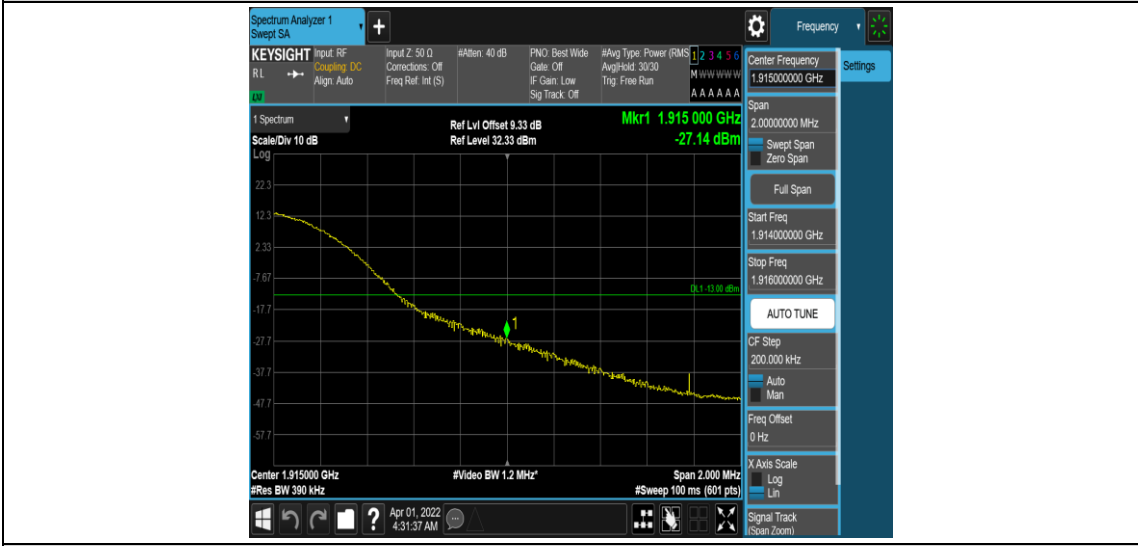 Spectrum Analyzer 1
Swept SA
+
Frequency
KEYSIGHT
RL
Input: RF
Coupling: DC
Align: Auto
Input Z: 50 Ω
Corrections: Off
Freq Ref: Int (S)
#Atten: 40 dB
PNO: Best Wide
Gate: Off
IF Gain: Low
Sig Track: Off
#Avg Type: Power (RMS
Avg|Hold: 30/30
Trig: Free Run
1 2 3 4 5 6
M W W W W W
A A A A A A
1 Spectrum
Scale/Div 10 dB
Ref Lvl Offset 9.33 dB
Ref Level 32.33 dBm
Mkr1 1.915 000 GHz
-27.14 dBm
Log
22.3
12.3
2.33
-7.67
-17.7
-27.7
-37.7
-47.7
-57.7
DL1 -13.00 dBm
1
Center 1.915000 GHz
#Res BW 390 kHz
#Video BW 1.2 MHz*
Span 2.000 MHz
#Sweep 100 ms (601 pts)
?
Apr 01, 2022
4:31:37 AM
Center Frequency
1.915000000 GHz
Settings
Span
2.00000000 MHz
Swept Span
Zero Span
Full Span
Start Freq
1.914000000 GHz
Stop Freq
1.916000000 GHz
AUTO TUNE
CF Step
200.000 kHz
Auto
Man
Freq Offset
0 Hz
X Axis Scale
Log
Lin
Signal Track
(Span Zoom)